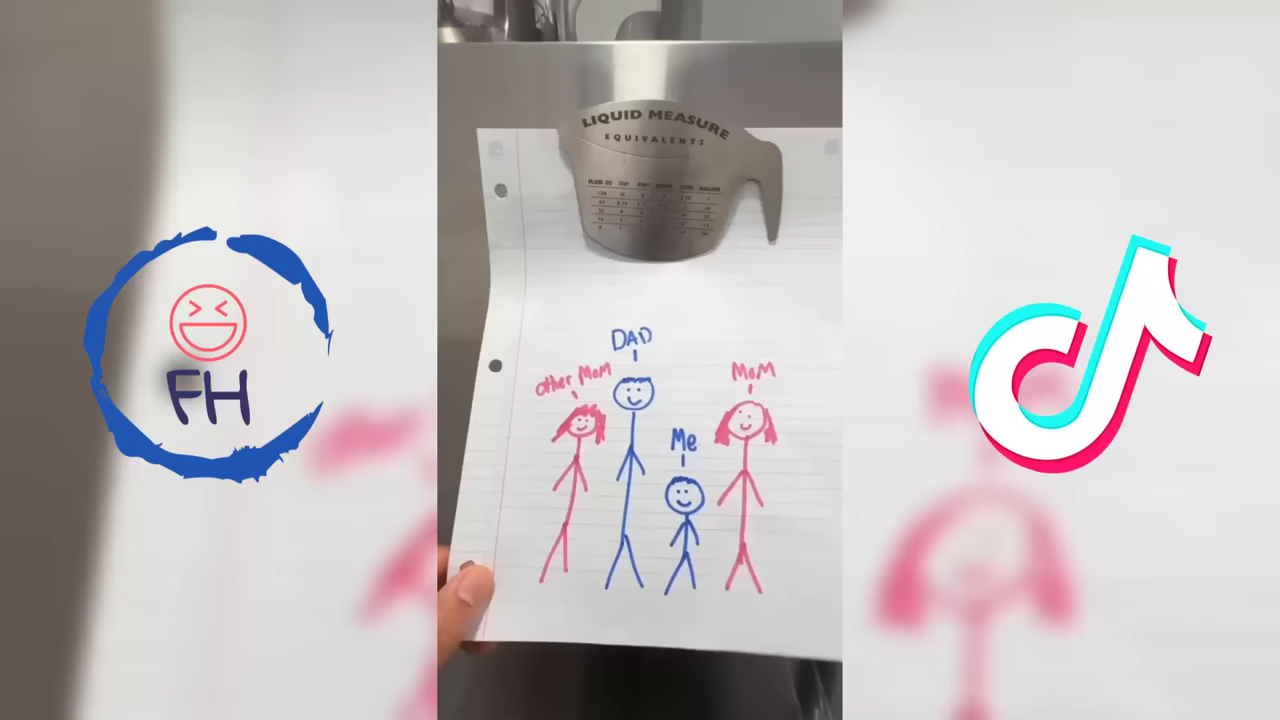 LIQUID MEASURE
EQUIVALENTS
DAD
other MoM
MoM
Me
FH